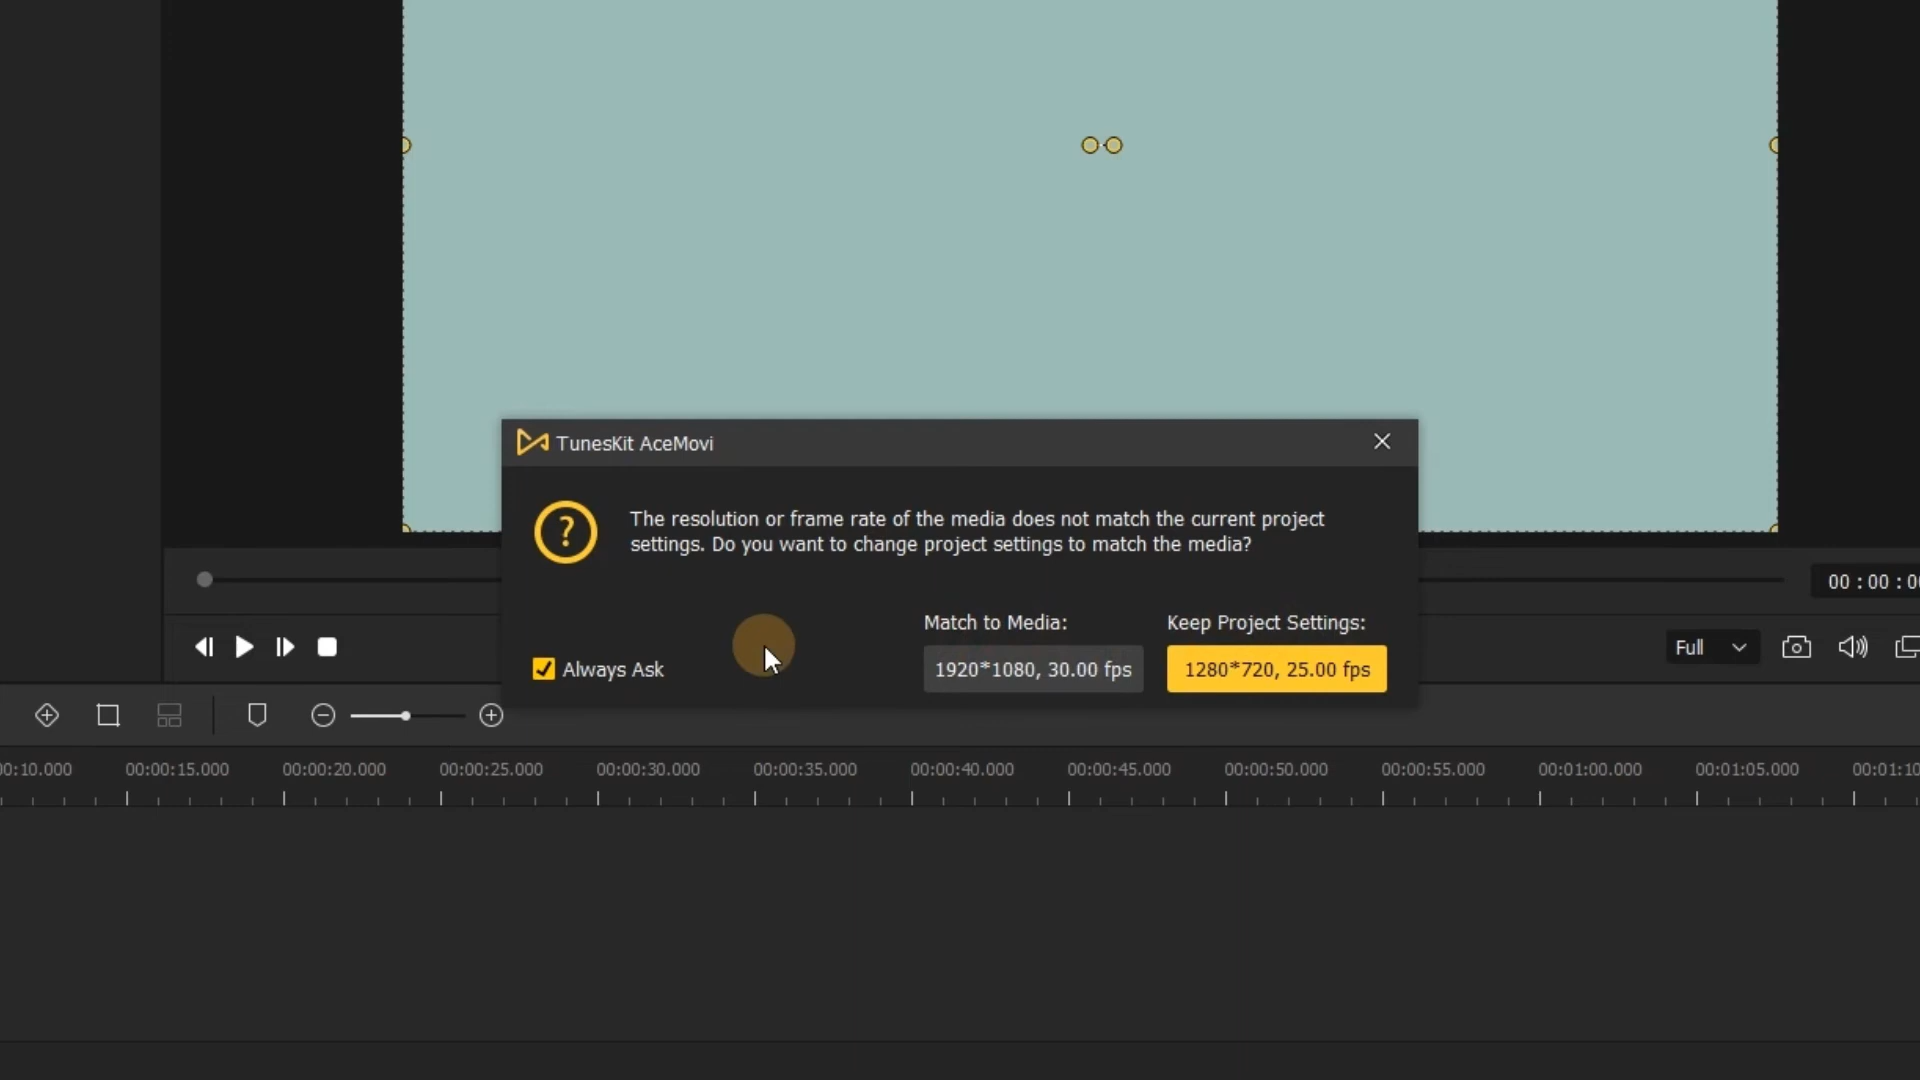 TunesKit AceMovi
?
The resolution or frame rate of the media does not match the current project
settings. Do you want to change project settings to match the media?
Match to Media:
Keep Project Settings:
Always Ask
1920*1080, 30.00 fps
1280*720, 25.00 fps
00 : 00 : 0
Full
00:10.000 00:00:15.000 00:00:20.000 00:00:25.000 00:00:30.000 00:00:35.000 00:00:40.000 00:00:45.000 00:00:50.000 00:00:55.000 00:01:00.000 00:01:05.000 00:01:10